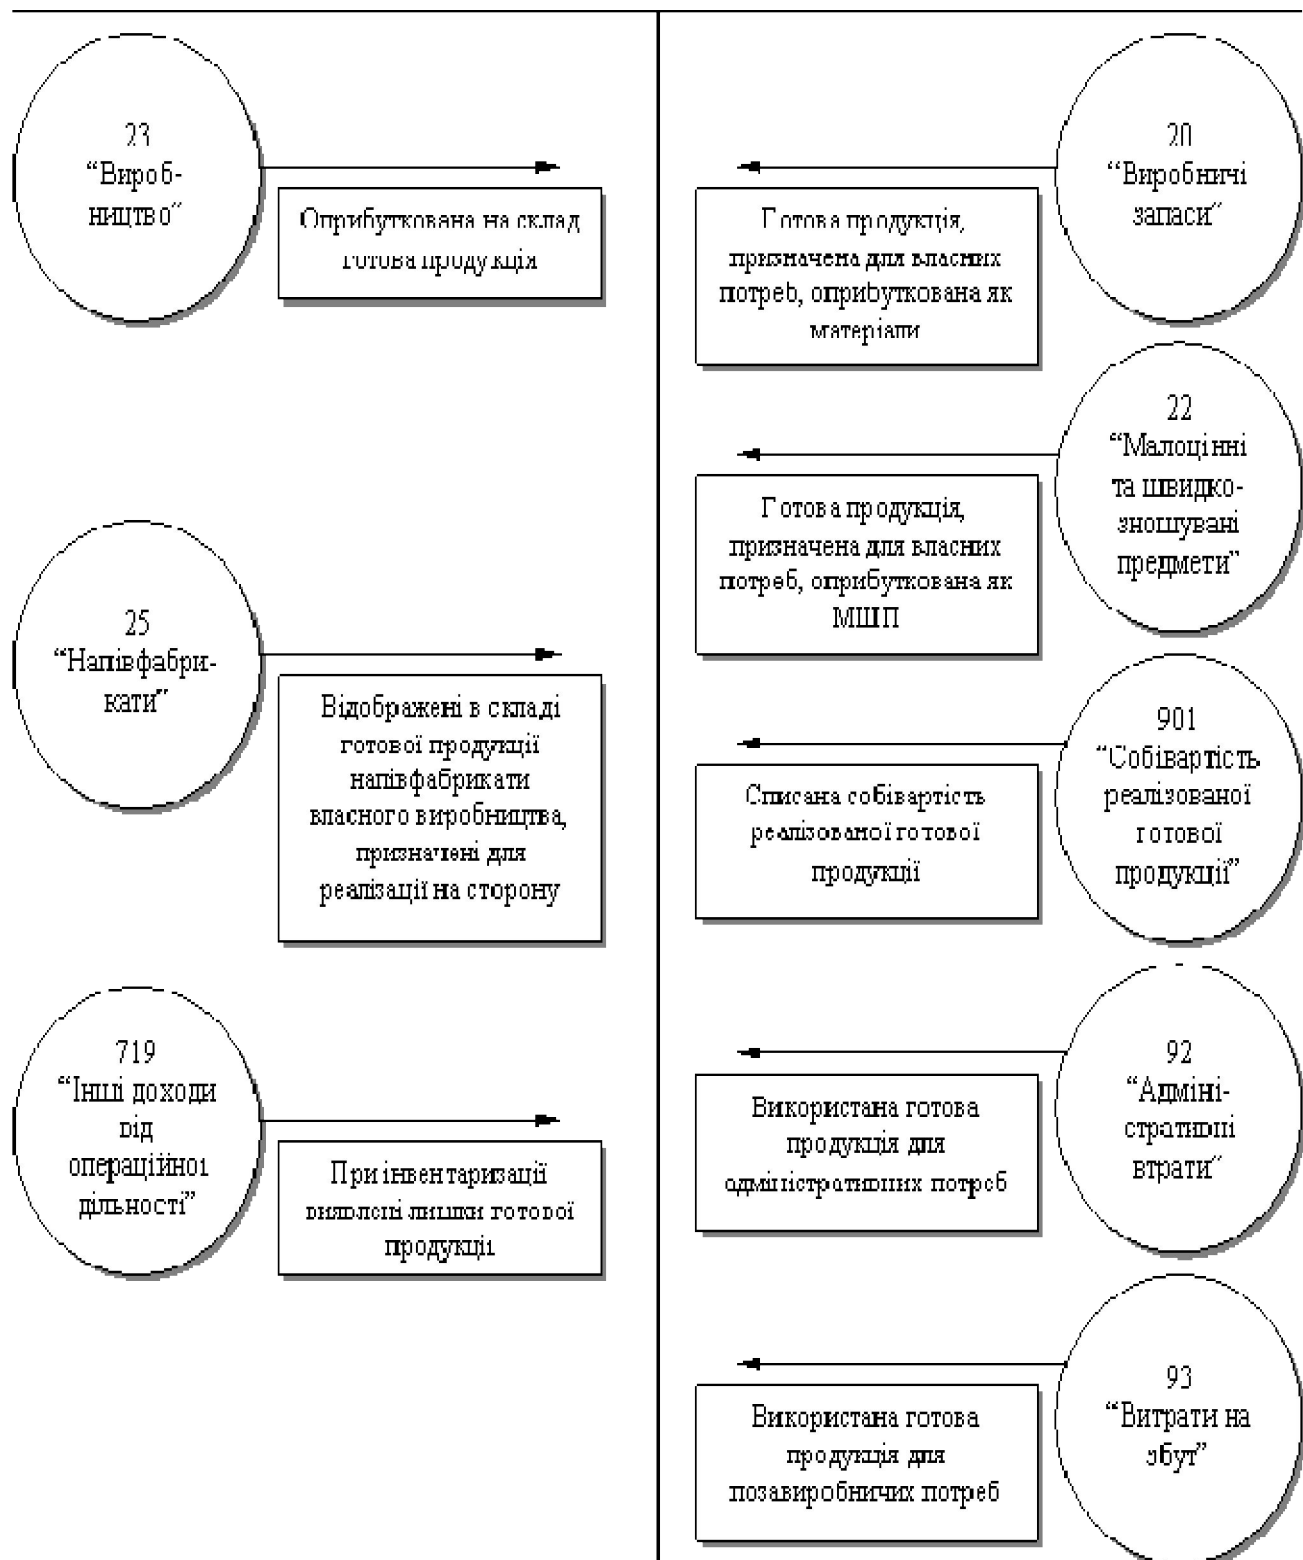 23
“Вироб-
ництво”
Оприбуткована на склад
готова продукція
25
“Напівфабри-
кати”
Відображені в складі
готової продукції
напівфабрикати
власного виробництва,
призначені для
реалізації на сторону
719
“Інші доходи
від
операційної
дільності”
При інвентаризації
виявлені лишки готової
продукції
20
“Виробничі
запаси”
Готова продукція,
призначена для власних
потреб, оприбуткована як
матеріали
22
“Малоцінні
та швидко-
зношувані
предмети”
Готова продукція,
призначена для власних
потреб, оприбуткована як
МШП
901
“Собівартість
реалізованої
готової
продукції”
Списана собівартість
реалізованої готової
продукції
92
“Адміні-
стративні
втрати”
Використана готова
продукція для
адміністративних потреб
93
“Витрати на
збут”
Використана готова
продукція для
позавиробничих потреб